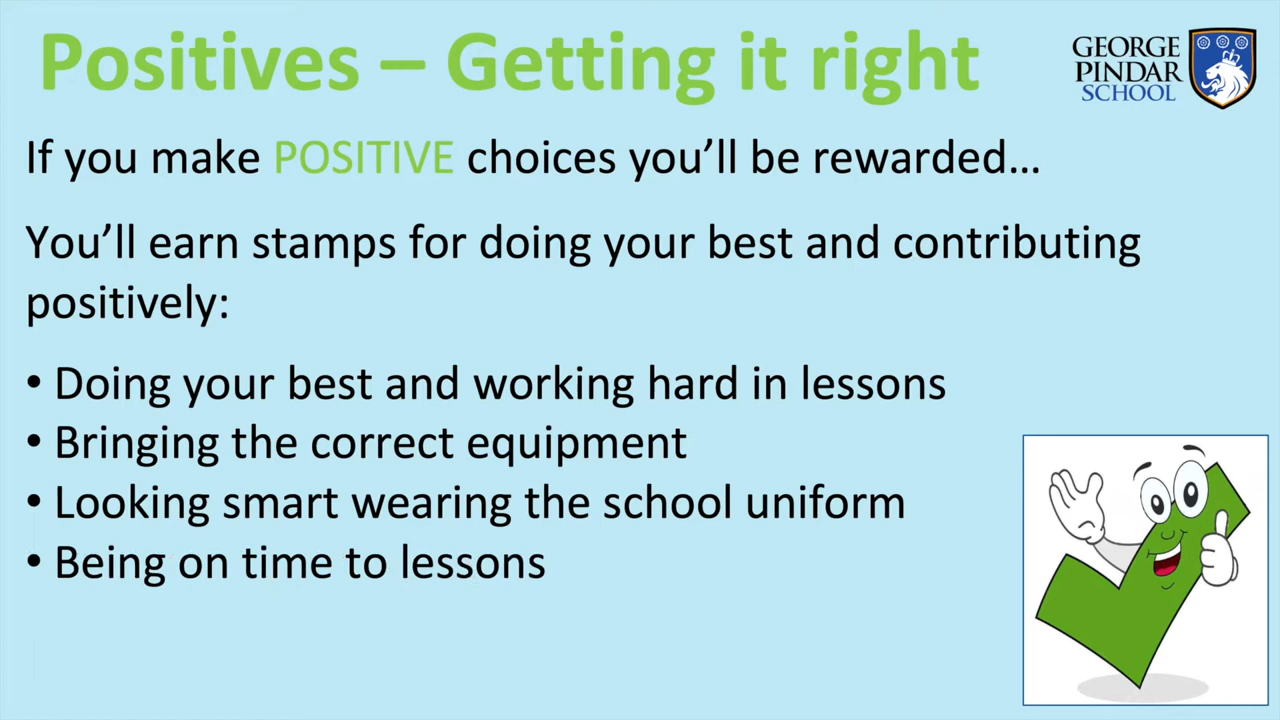 Positives – Getting it right
GEORGE
PINDAR
SCHOOL
If you make POSITIVE choices you’ll be rewarded…
You’ll earn stamps for doing your best and contributing
positively:
• Doing your best and working hard in lessons
• Bringing the correct equipment
• Looking smart wearing the school uniform
• Being on time to lessons